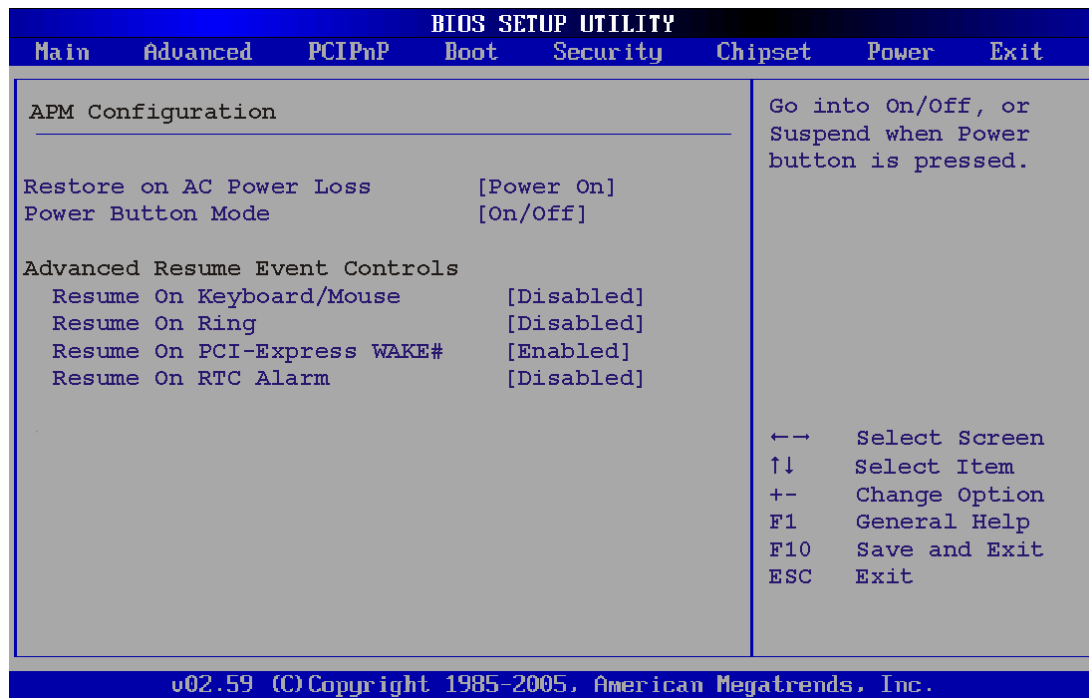 BIOS SETUP UTILITY
Main Advanced PCIPnP Boot Security Chipset Power Exit
APM Configuration
Restore on AC Power Loss [Power On]
Power Button Mode [On/Off]
Advanced Resume Event Controls
Resume On Keyboard/Mouse [Disabled]
Resume On Ring [Disabled]
Resume On PCI-Express WAKE# [Enabled]
Resume On RTC Alarm [Disabled]
Go into On/Off, or
Suspend when Power
button is pressed.
←→ Select Screen
↑↓ Select Item
+- Change Option
F1 General Help
F10 Save and Exit
ESC Exit
v02.59 (C)Copyright 1985-2005, American Megatrends, Inc.